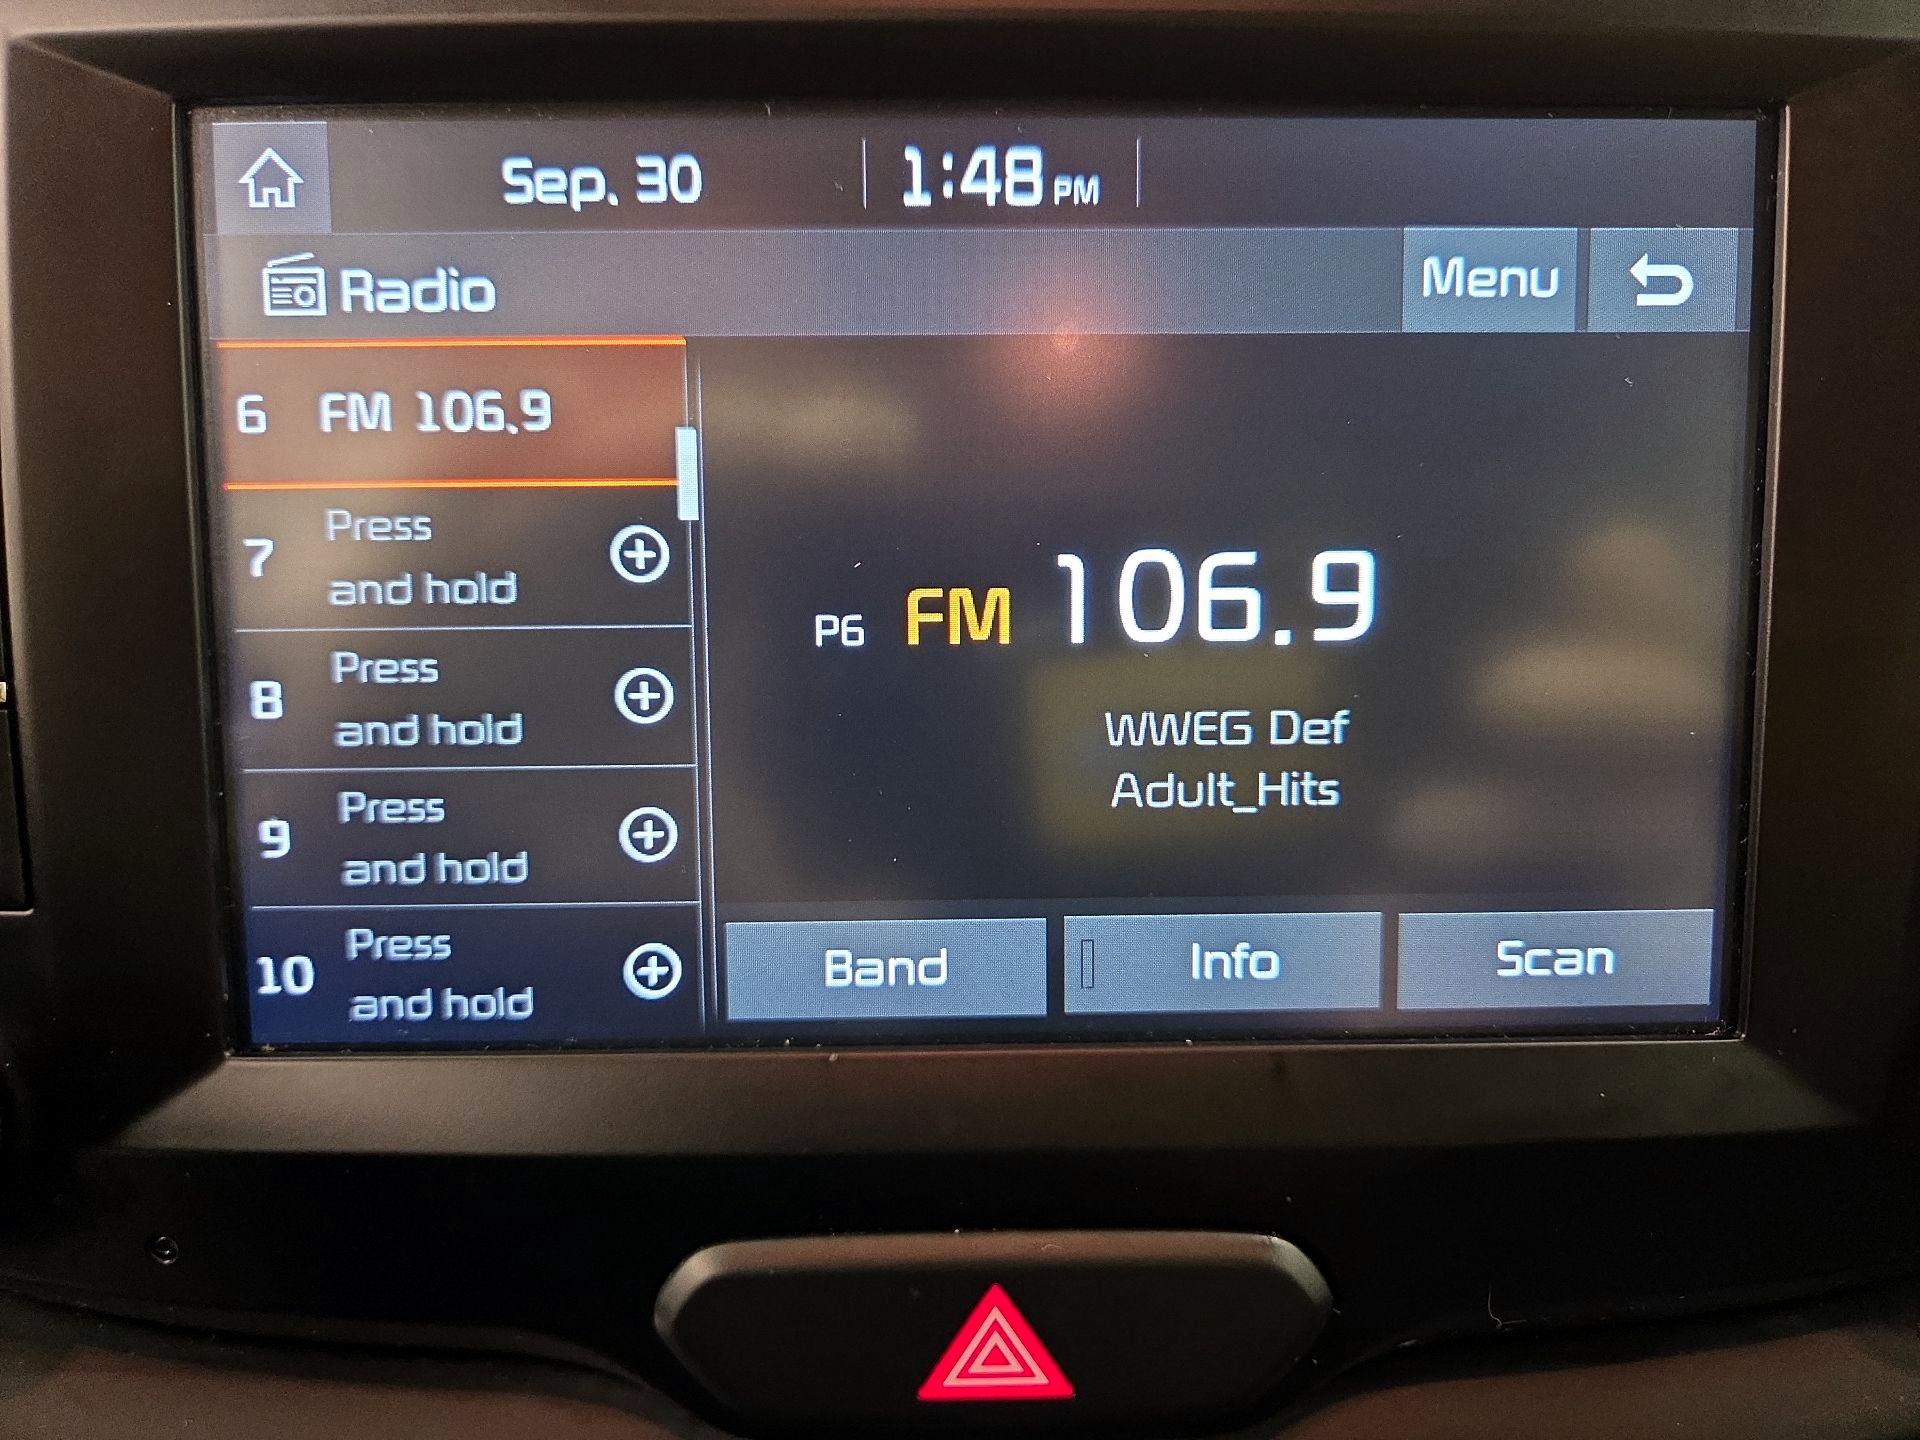 Sep. 30 1:48 PM
Radio Menu
6 FM 106.9
7 Press
and hold
8 Press
and hold
9 Press
and hold
10 Press
and hold
P6 FM 106.9
WWEG Def
Adult_Hits
Band Info Scan